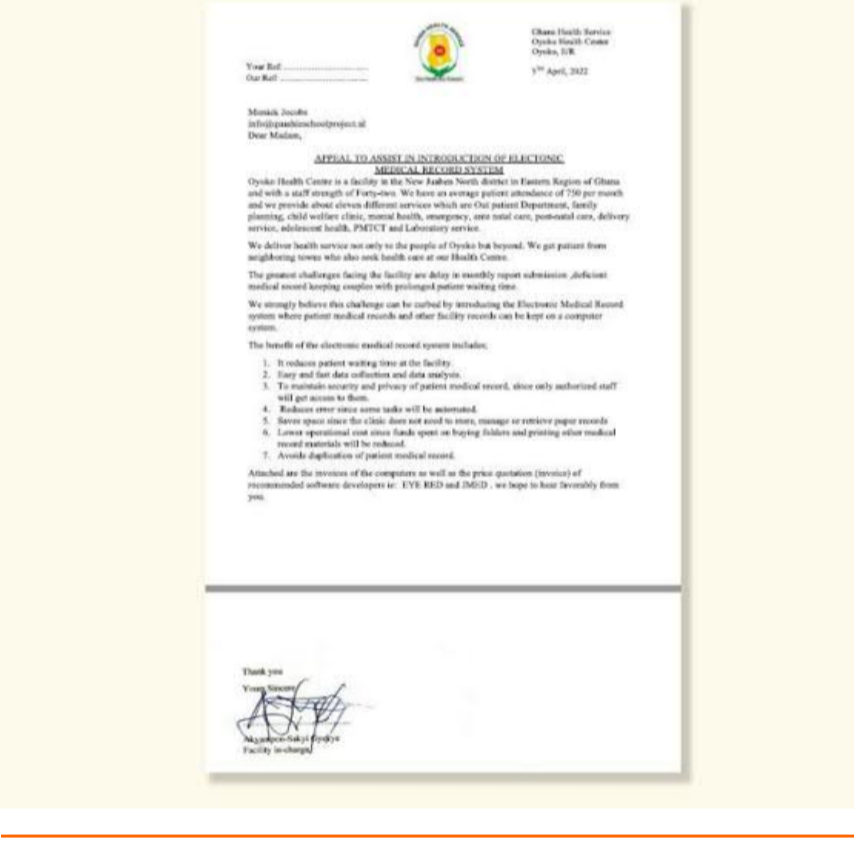 Ghana Health Service
Oyoko Health Center
Oyoko, E/R
Your Ref ..............................
Our Ref ..............................
5TH April, 2022
GHANA HEALTH SERVICE
Monick Jocobs
Dear Madam,
APPEAL TO ASSIST IN INTRODUCTION OF ELECTONIC
MEDICAL RECORD SYSTEM
Oyoko Health Centre is a facility in the New Juaben North district in Eastern Region of Ghana
and with a staff strength of Forty-two. We have an average patient attendance of 750 per month
and we provide about eleven different services which are Out patient Department, family
planning, child welfare clinic, mental health, emergency, ante natal care, post-natal care, delivery
service, adolescent health, PMTCT and Laboratory service.
We deliver health service not only to the people of Oyoko but beyond. We get patient from
neighboring towns who also seek health care at our Health Centre.
The greatest challenges facing the facility are delay in monthly report submission ,deficient
medical record keeping couples with prolonged patient waiting time.
We strongly believe this challenge can be curbed by introducing the Electronic Medical Record
system where patient medical records and other facility records can be kept on a computer
system.
The benefit of the electronic medical record system includes;
1. It reduces patient waiting time at the facility.
2. Easy and fast data collection and data analysis.
3. To maintain security and privacy of patient medical record, since only authorized staff
will get access to them.
4. Reduces error since some tasks will be automated.
5. Saves space since the clinic does not need to store, manage or retrieve paper records
6. Lower operational cost since funds spent on buying folders and printing other medical
record materials will be reduced.
7. Avoids duplication of patient medical record.
Attached are the invoices of the computers as well as the price quotation (invoice) of
recommended software developers ie: EYE RED and JMED . we hope to hear favorably from
you.
Thank you
Yours Sincere
Facility in-charge